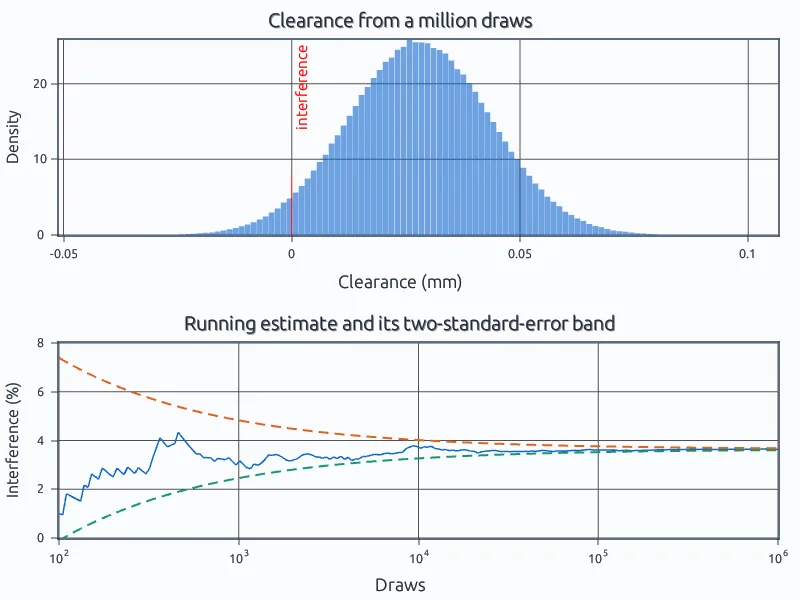 Clearance from a million draws
interference
Density
20
10
0
-0.05
0
0.05
0.1
Clearance (mm)
Running estimate and its two-standard-error band
Interference (%)
8
6
4
2
0
10²
10³
10⁴
10⁵
10⁶
Draws